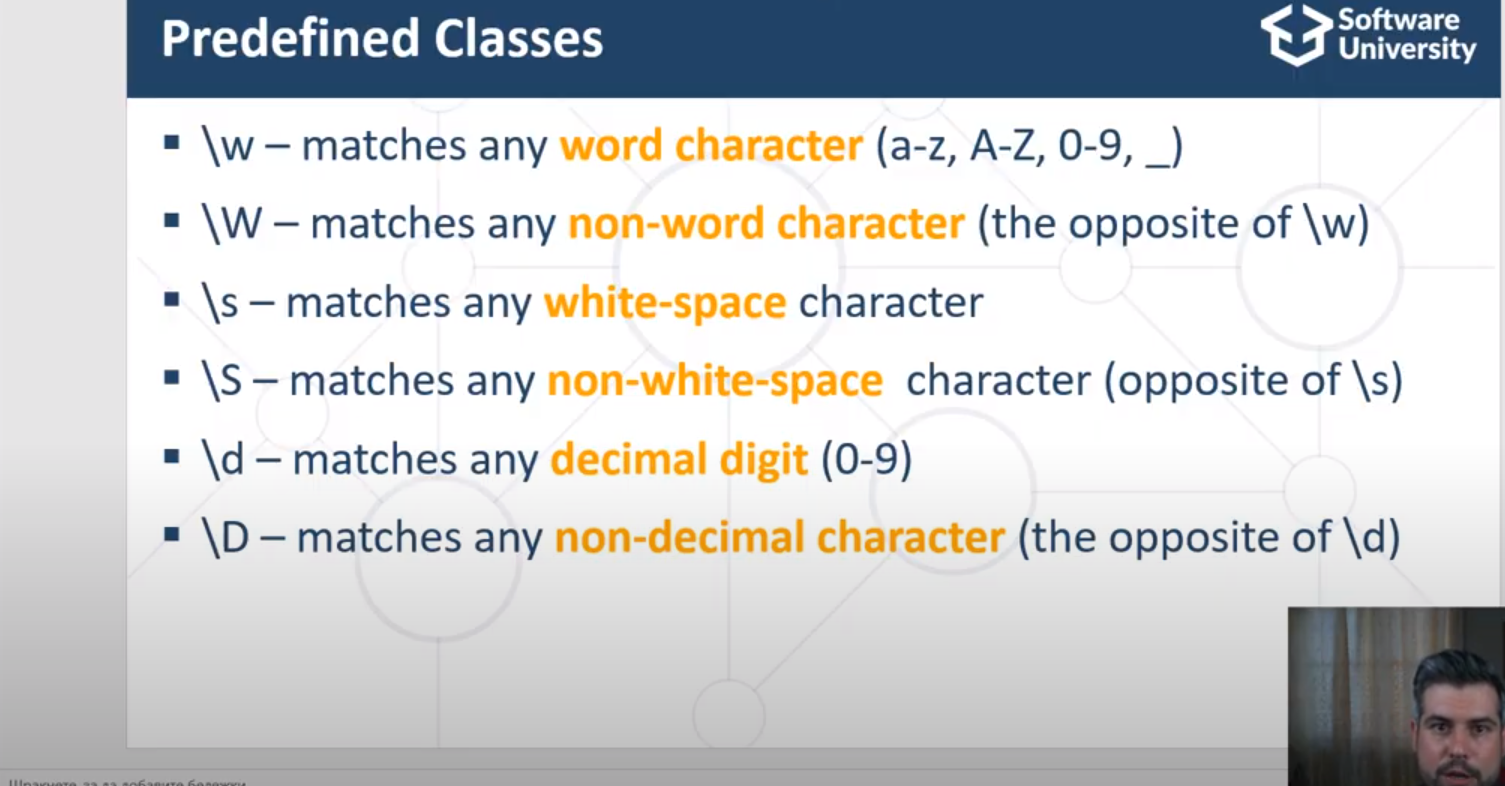 Predefined Classes
Software
University
▪ \w – matches any word character (a-z, A-Z, 0-9, _)
▪ \W – matches any non-word character (the opposite of \w)
▪ \s – matches any white-space character
▪ \S – matches any non-white-space character (opposite of \s)
▪ \d – matches any decimal digit (0-9)
▪ \D – matches any non-decimal character (the opposite of \d)
Щракнете, за да добавите бележки